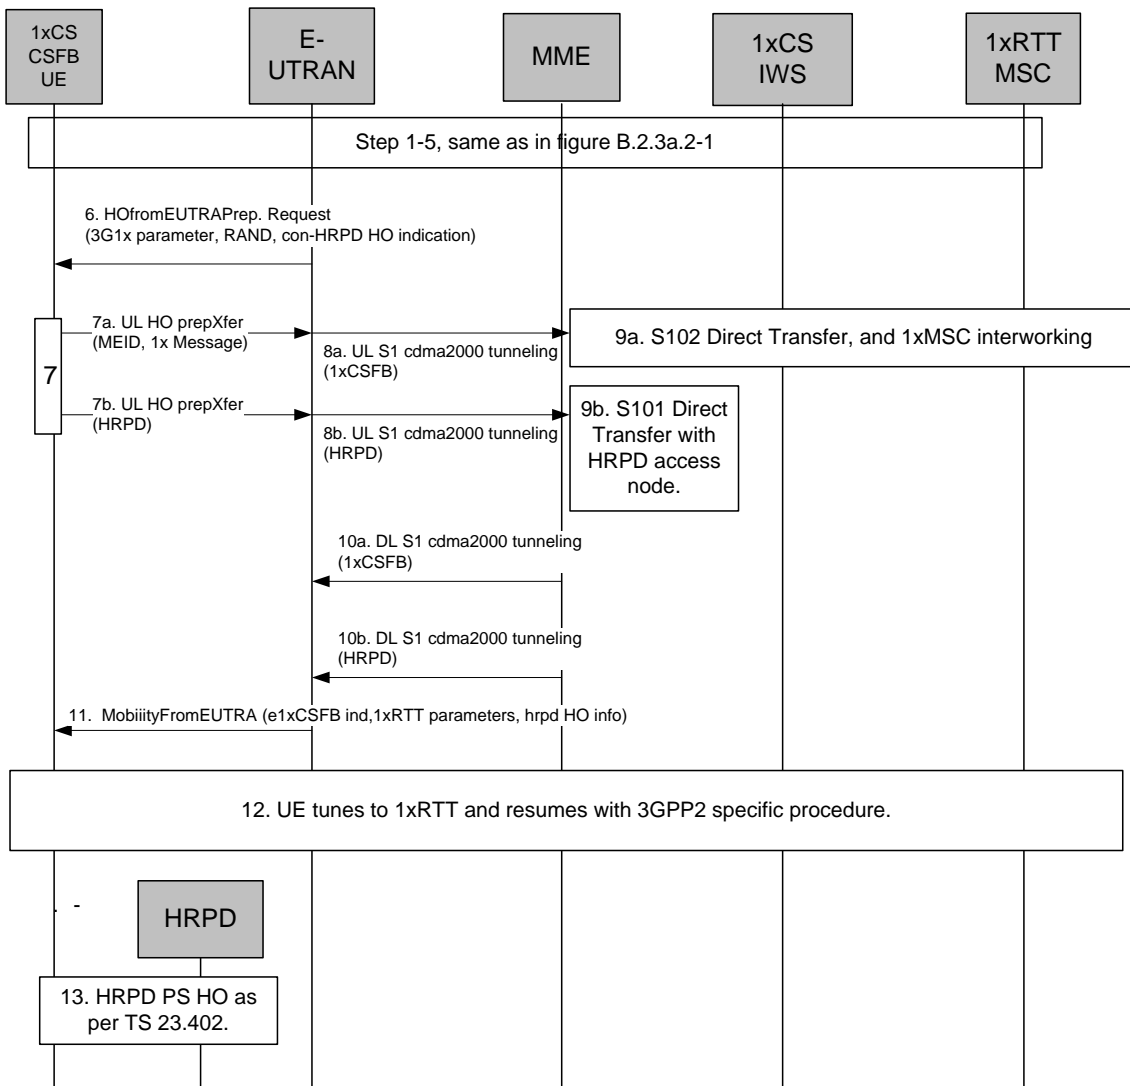 1xCS
CSFB
UE
E-
UTRAN
MME
1xCS
IWS
1xRTT
MSC
Step 1-5, same as in figure B.2.3a.2-1
6. HOfromEUTRAPrep. Request
(3G1x parameter, RAND, con-HRPD HO indication)
7
7a. UL HO prepXfer
(MEID, 1x Message)
8a. UL S1 cdma2000 tunneling
(1xCSFB)
9a. S102 Direct Transfer, and 1xMSC interworking
7b. UL HO prepXfer
(HRPD)
8b. UL S1 cdma2000 tunneling
(HRPD)
9b. S101 Direct
Transfer with
HRPD access
node.
10a. DL S1 cdma2000 tunneling
(1xCSFB)
10b. DL S1 cdma2000 tunneling
(HRPD)
11. MobiiityFromEUTRA (e1xCSFB ind,1xRTT parameters, hrpd HO info)
12. UE tunes to 1xRTT and resumes with 3GPP2 specific procedure.
. -
HRPD
13. HRPD PS HO as
per TS 23.402.